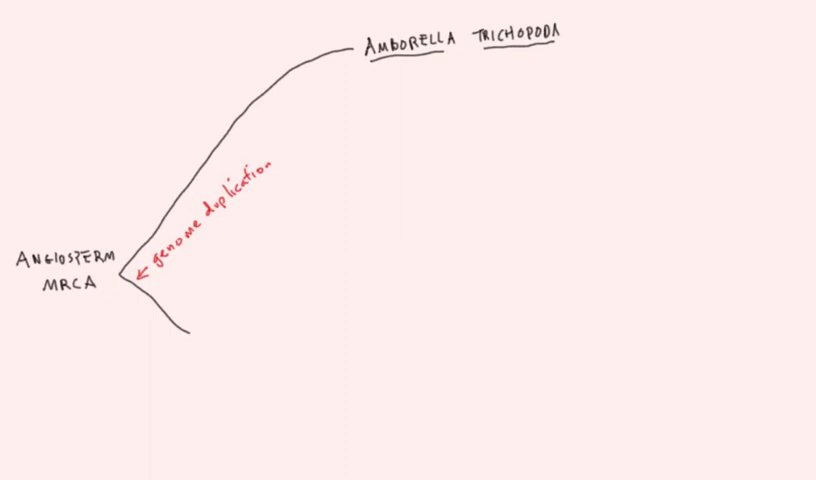 AMBORELLA TRICHOPODA
← genome duplication
ANGIOSPERM
MRCA